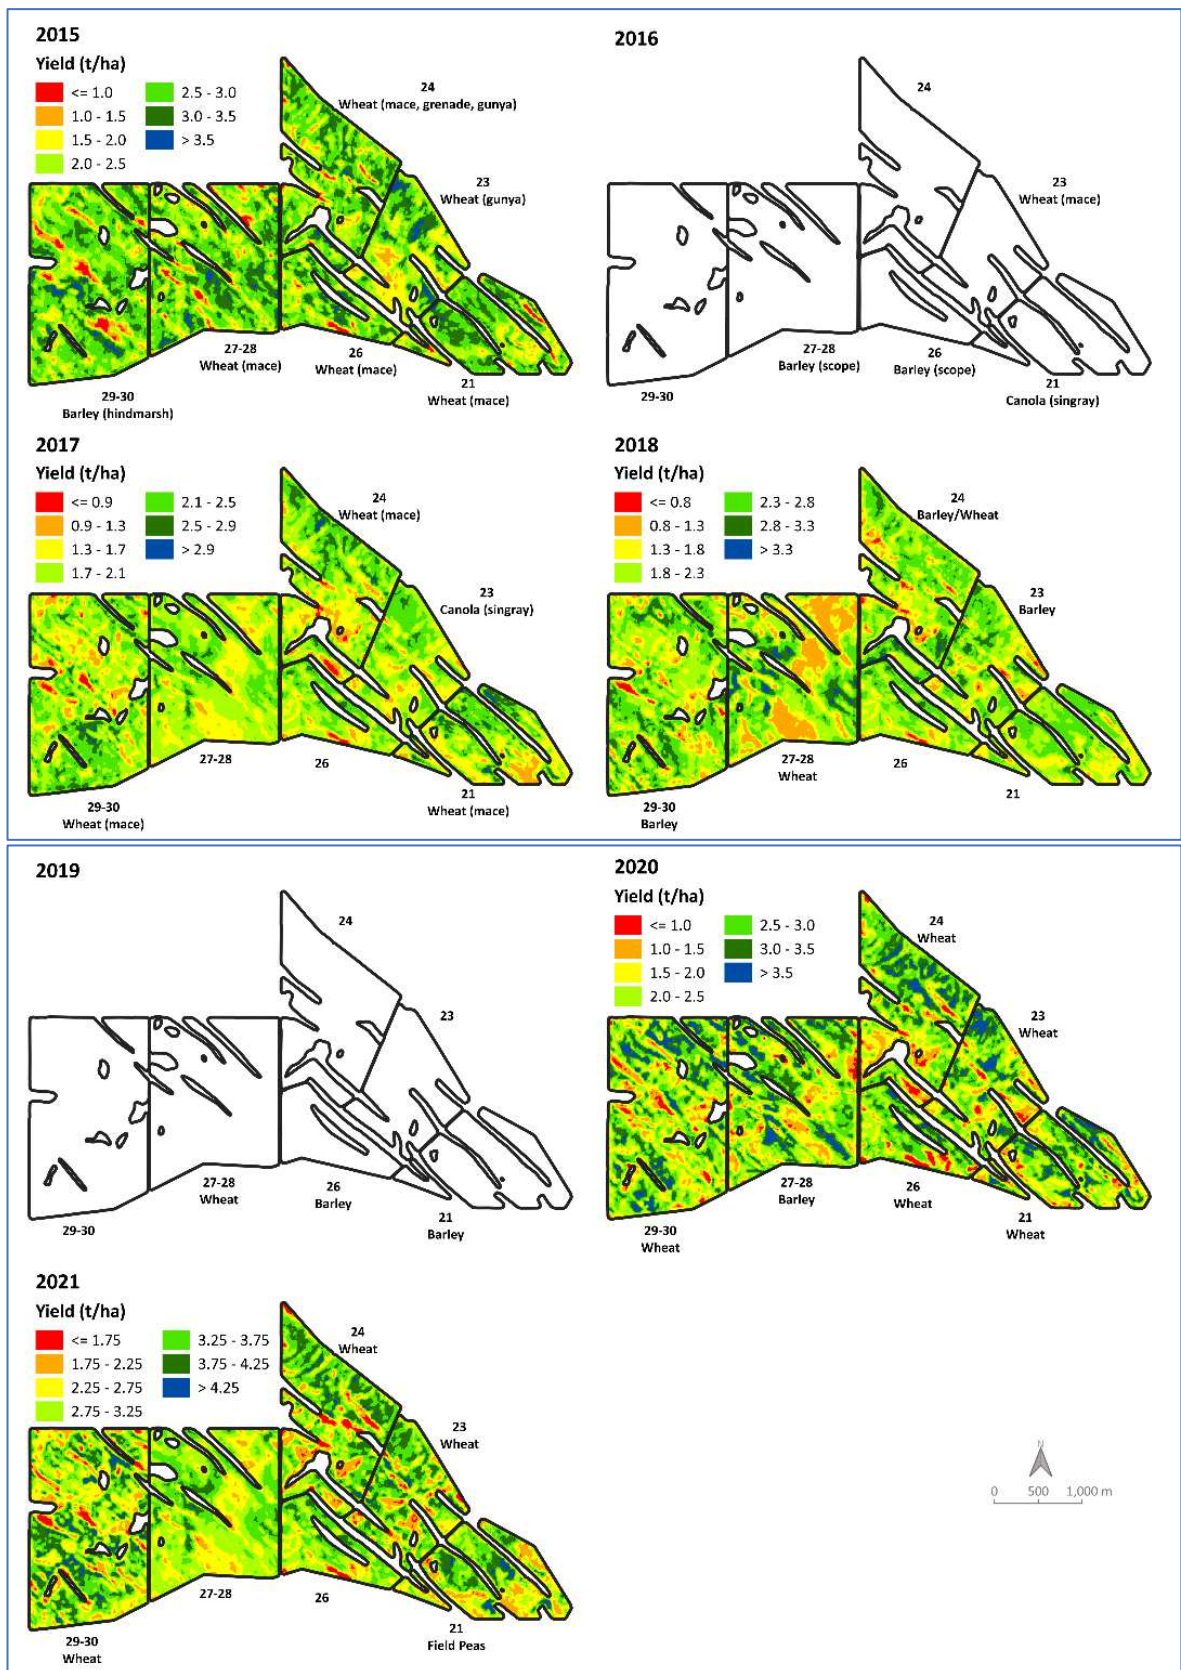 2015
Yield (t/ha)
<= 1.0
1.0 - 1.5
1.5 - 2.0
2.0 - 2.5
2.5 - 3.0
3.0 - 3.5
> 3.5
24
Wheat (mace, grenade, gunya)
23
Wheat (gunya)
27-28
Wheat (mace)
26
Wheat (mace)
21
Wheat (mace)
29-30
Barley (hindmarsh)
2016
24
23
Wheat (mace)
27-28
Barley (scope)
26
Barley (scope)
21
Canola (singray)
29-30
2017
Yield (t/ha)
<= 0.9
0.9 - 1.3
1.3 - 1.7
1.7 - 2.1
2.1 - 2.5
2.5 - 2.9
> 2.9
24
Wheat (mace)
23
Canola (singray)
27-28
26
21
Wheat (mace)
29-30
Wheat (mace)
2018
Yield (t/ha)
<= 0.8
0.8 - 1.3
1.3 - 1.8
1.8 - 2.3
2.3 - 2.8
2.8 - 3.3
> 3.3
24
Barley/Wheat
23
Barley
27-28
Wheat
26
21
29-30
Barley
2019
24
23
27-28
Wheat
26
Barley
21
Barley
29-30
2020
Yield (t/ha)
<= 1.0
1.0 - 1.5
1.5 - 2.0
2.0 - 2.5
2.5 - 3.0
3.0 - 3.5
> 3.5
24
Wheat
23
Wheat
27-28
Barley
26
Wheat
21
Wheat
29-30
Wheat
2021
Yield (t/ha)
<= 1.75
1.75 - 2.25
2.25 - 2.75
2.75 - 3.25
3.25 - 3.75
3.75 - 4.25
> 4.25
24
Wheat
23
Wheat
27-28
26
21
Field Peas
29-30
Wheat
N
0 500 1,000 m